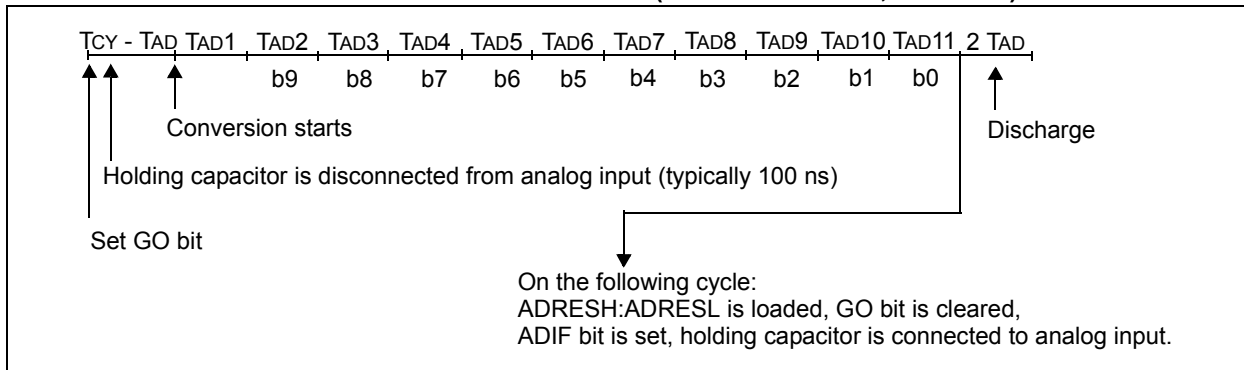 TCY - TAD TAD1 TAD2 TAD3 TAD4 TAD5 TAD6 TAD7 TAD8 TAD9 TAD10 TAD11 2 TAD
b9 b8 b7 b6 b5 b4 b3 b2 b1 b0
Conversion starts
Discharge
Holding capacitor is disconnected from analog input (typically 100 ns)
Set GO bit
On the following cycle:
ADRESH:ADRESL is loaded, GO bit is cleared,
ADIF bit is set, holding capacitor is connected to analog input.